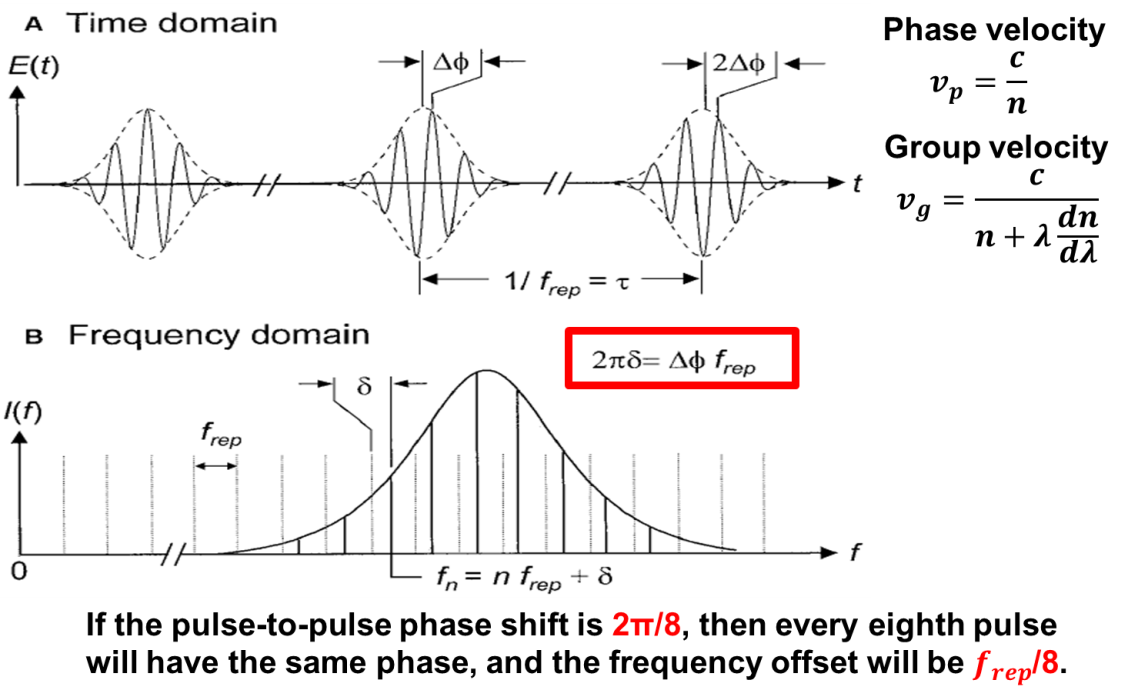 A Time domain
E(t)
Δϕ
2Δϕ
t
1/ f_rep = τ
Phase velocity
v_p = c/n
Group velocity
v_g = c/(n + λ dn/dλ)
B Frequency domain
2πδ= Δϕ f_rep
δ
I(f)
f_rep
f
0
f_n = n f_rep + δ
If the pulse-to-pulse phase shift is 2π/8, then every eighth pulse
will have the same phase, and the frequency offset will be f_rep/8.